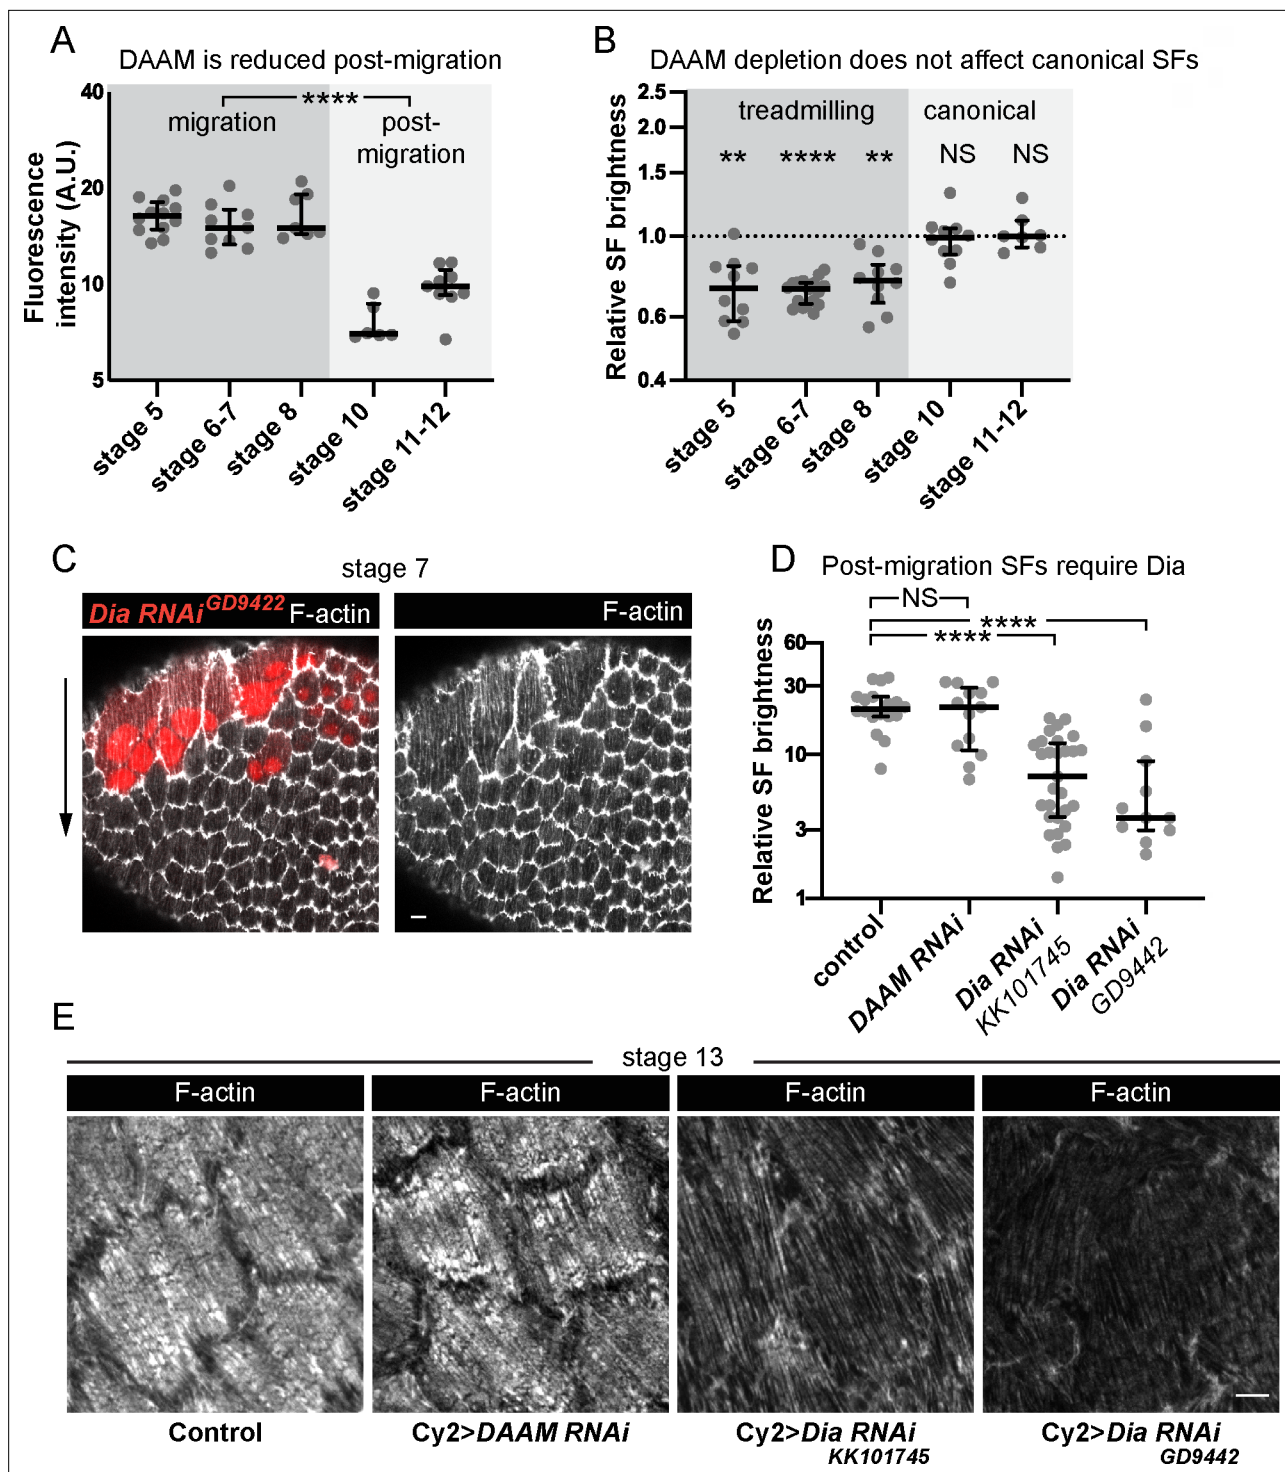 A
DAAM is reduced post-migration
Fluorescence
intensity (A.U.)
40
20
10
5
****
migration
post-
migration
stage 5
stage 6-7
stage 8
stage 10
stage 11-12
B
DAAM depletion does not affect canonical SFs
Relative SF brightness
2.5
2.0
1.5
1.0
0.6
0.4
treadmilling
canonical
** **** ** NS NS
stage 5
stage 6-7
stage 8
stage 10
stage 11-12
C
stage 7
Dia RNAi GD9422 F-actin
F-actin
D
Post-migration SFs require Dia
NS
****
****
Relative SF brightness
60
30
10
3
1
control
DAAM RNAi
Dia RNAi
KK101745
Dia RNAi
GD9442
E
stage 13
F-actin F-actin F-actin F-actin
Control Cy2>DAAM RNAi Cy2>Dia RNAi Cy2>Dia RNAi
KK101745 GD9442